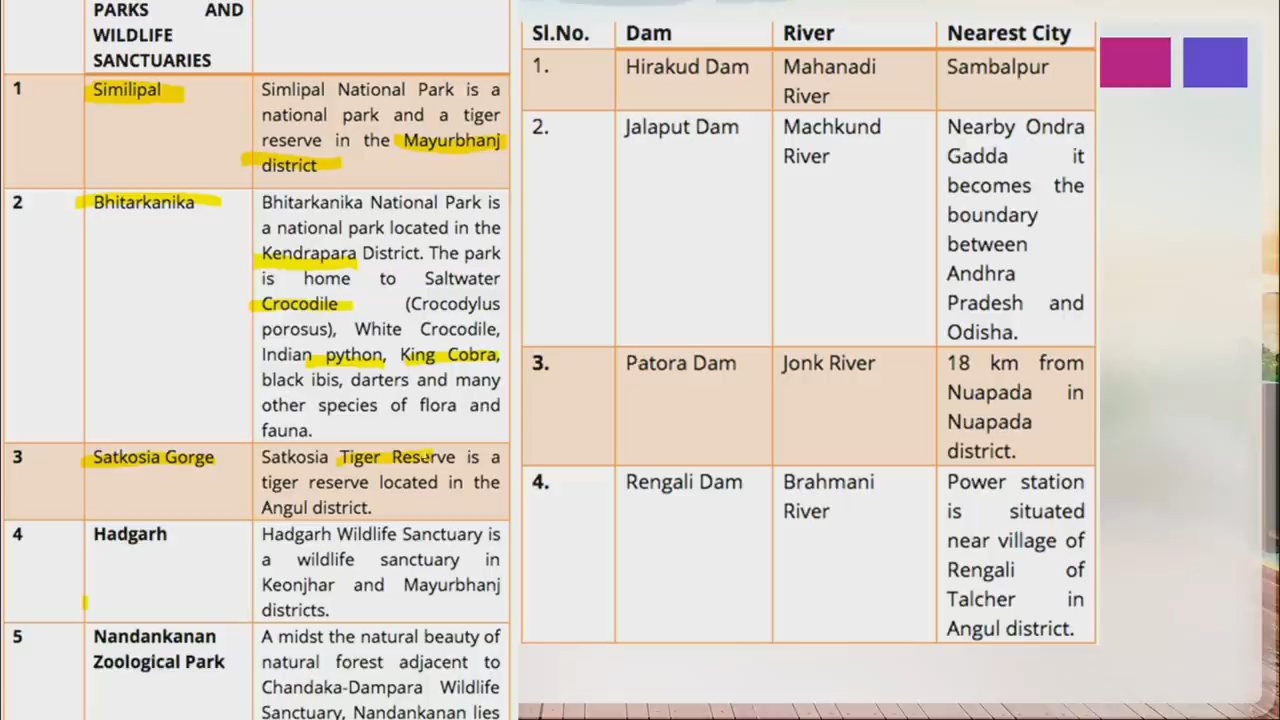 PARKS AND
WILDLIFE
SANCTUARIES
1
Similipal
Simlipal National Park is a
national park and a tiger
reserve in the Mayurbhanj
district
2
Bhitarkanika
Bhitarkanika National Park is
a national park located in the
Kendrapara District. The park
is home to Saltwater
Crocodile (Crocodylus
porosus), White Crocodile,
Indian python, King Cobra,
black ibis, darters and many
other species of flora and
fauna.
3
Satkosia Gorge
Satkosia Tiger Reserve is a
tiger reserve located in the
Angul district.
4
Hadgarh
Hadgarh Wildlife Sanctuary is
a wildlife sanctuary in
Keonjhar and Mayurbhanj
districts.
5
Nandankanan
Zoological Park
A midst the natural beauty of
natural forest adjacent to
Chandaka-Dampara Wildlife
Sanctuary, Nandankanan lies
Sl.No. Dam River Nearest City
1.
Hirakud Dam
Mahanadi
River
Sambalpur
2.
Jalaput Dam
Machkund
River
Nearby Ondra
Gadda it
becomes the
boundary
between
Andhra
Pradesh and
Odisha.
3.
Patora Dam
Jonk River
18 km from
Nuapada in
Nuapada
district.
4.
Rengali Dam
Brahmani
River
Power station
is situated
near village of
Rengali of
Talcher in
Angul district.